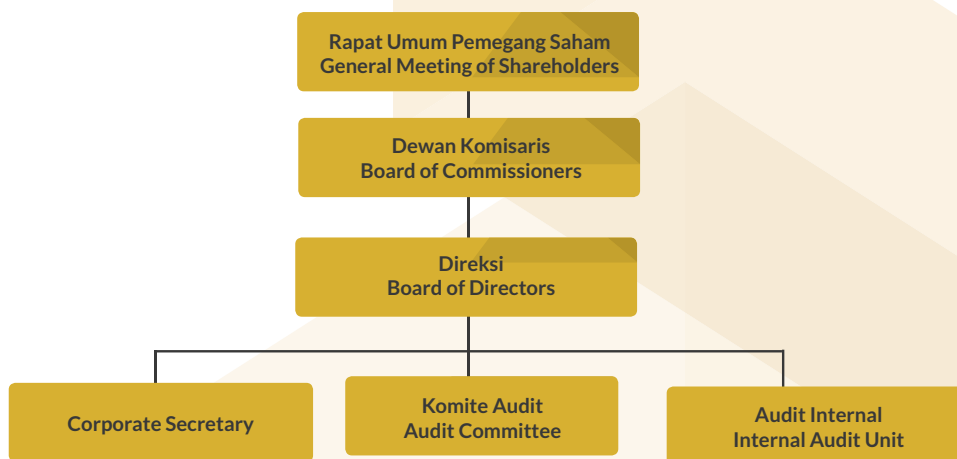 Rapat Umum Pemegang Saham
General Meeting of Shareholders
Dewan Komisaris
Board of Commissioners
Direksi
Board of Directors
Corporate Secretary
Komite Audit
Audit Committee
Audit Internal
Internal Audit Unit